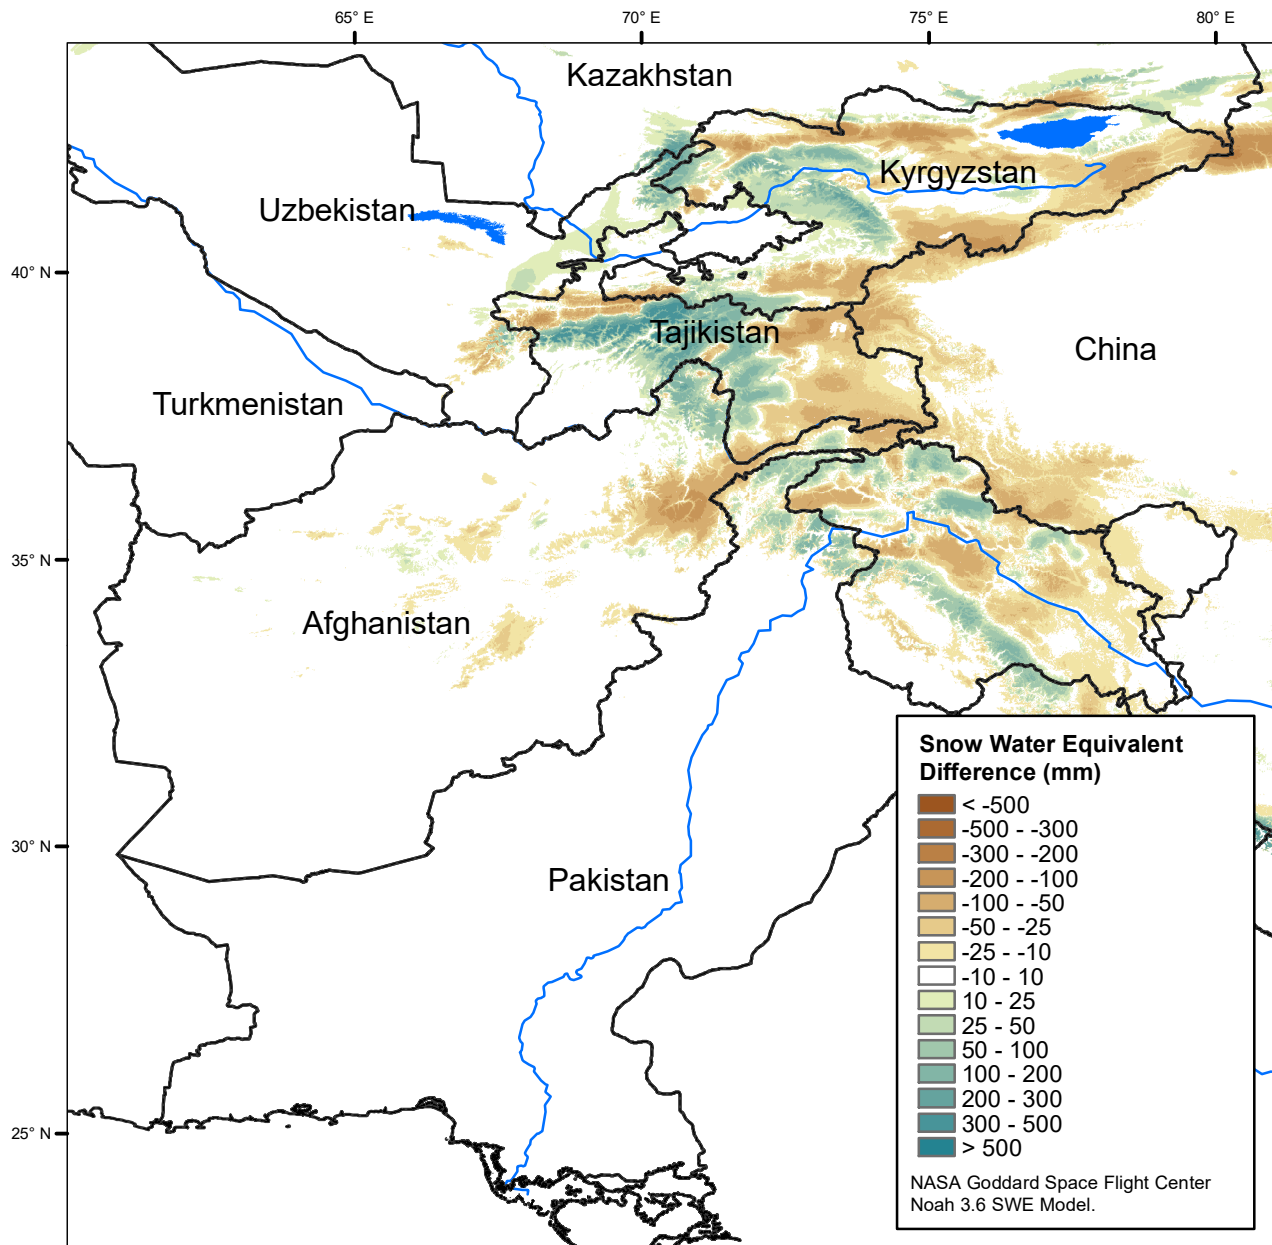 65° E
70° E
75° E
80° E
Kazakhstan
Kyrgyzstan
Uzbekistan
40° N
Tajikistan
China
Turkmenistan
35° N
Afghanistan
Snow Water Equivalent
Difference (mm)
< -500
-500 - -300
-300 - -200
-200 - -100
-100 - -50
-50 - -25
-25 - -10
-10 - 10
10 - 25
25 - 50
50 - 100
100 - 200
200 - 300
300 - 500
> 500
NASA Goddard Space Flight Center
Noah 3.6 SWE Model.
30° N
Pakistan
25° N